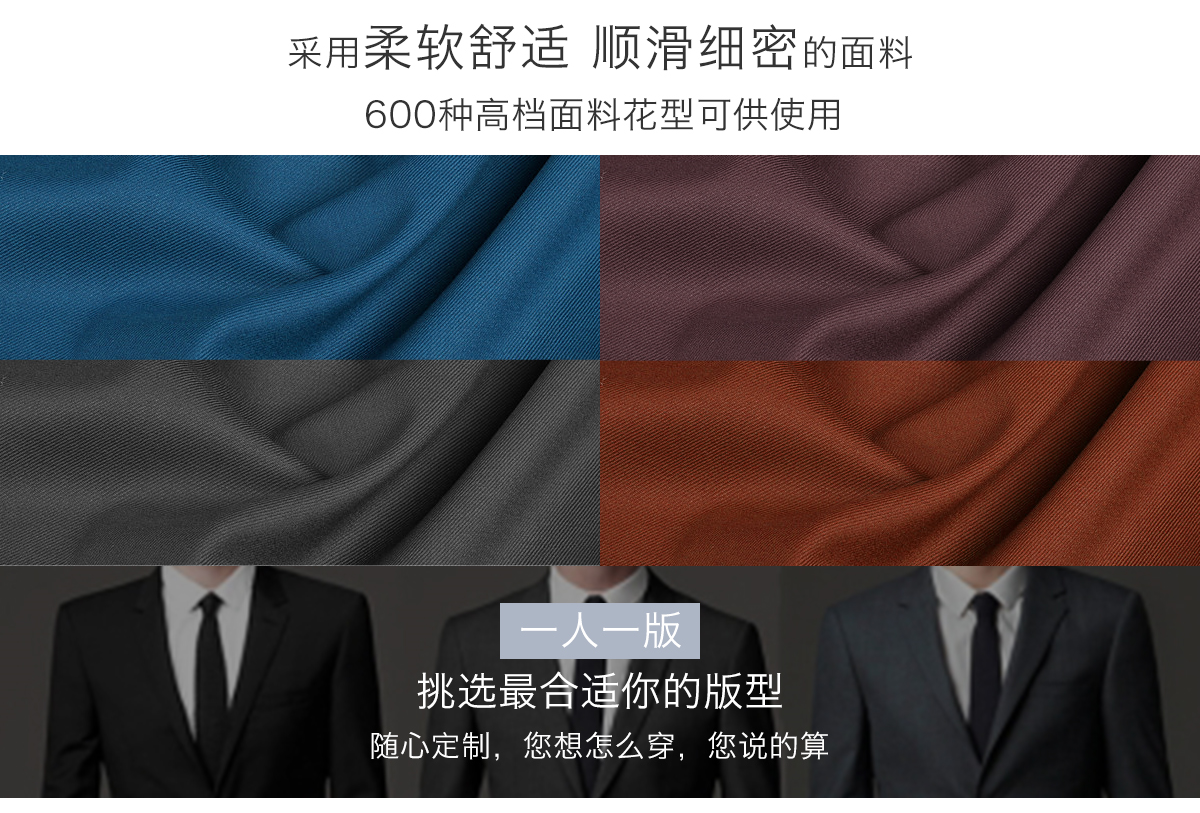 采用柔软舒适 顺滑细密的面料
600种高档面料花型可供使用
一人一版
挑选最合适你的版型
随心定制，您想怎么穿，您说的算